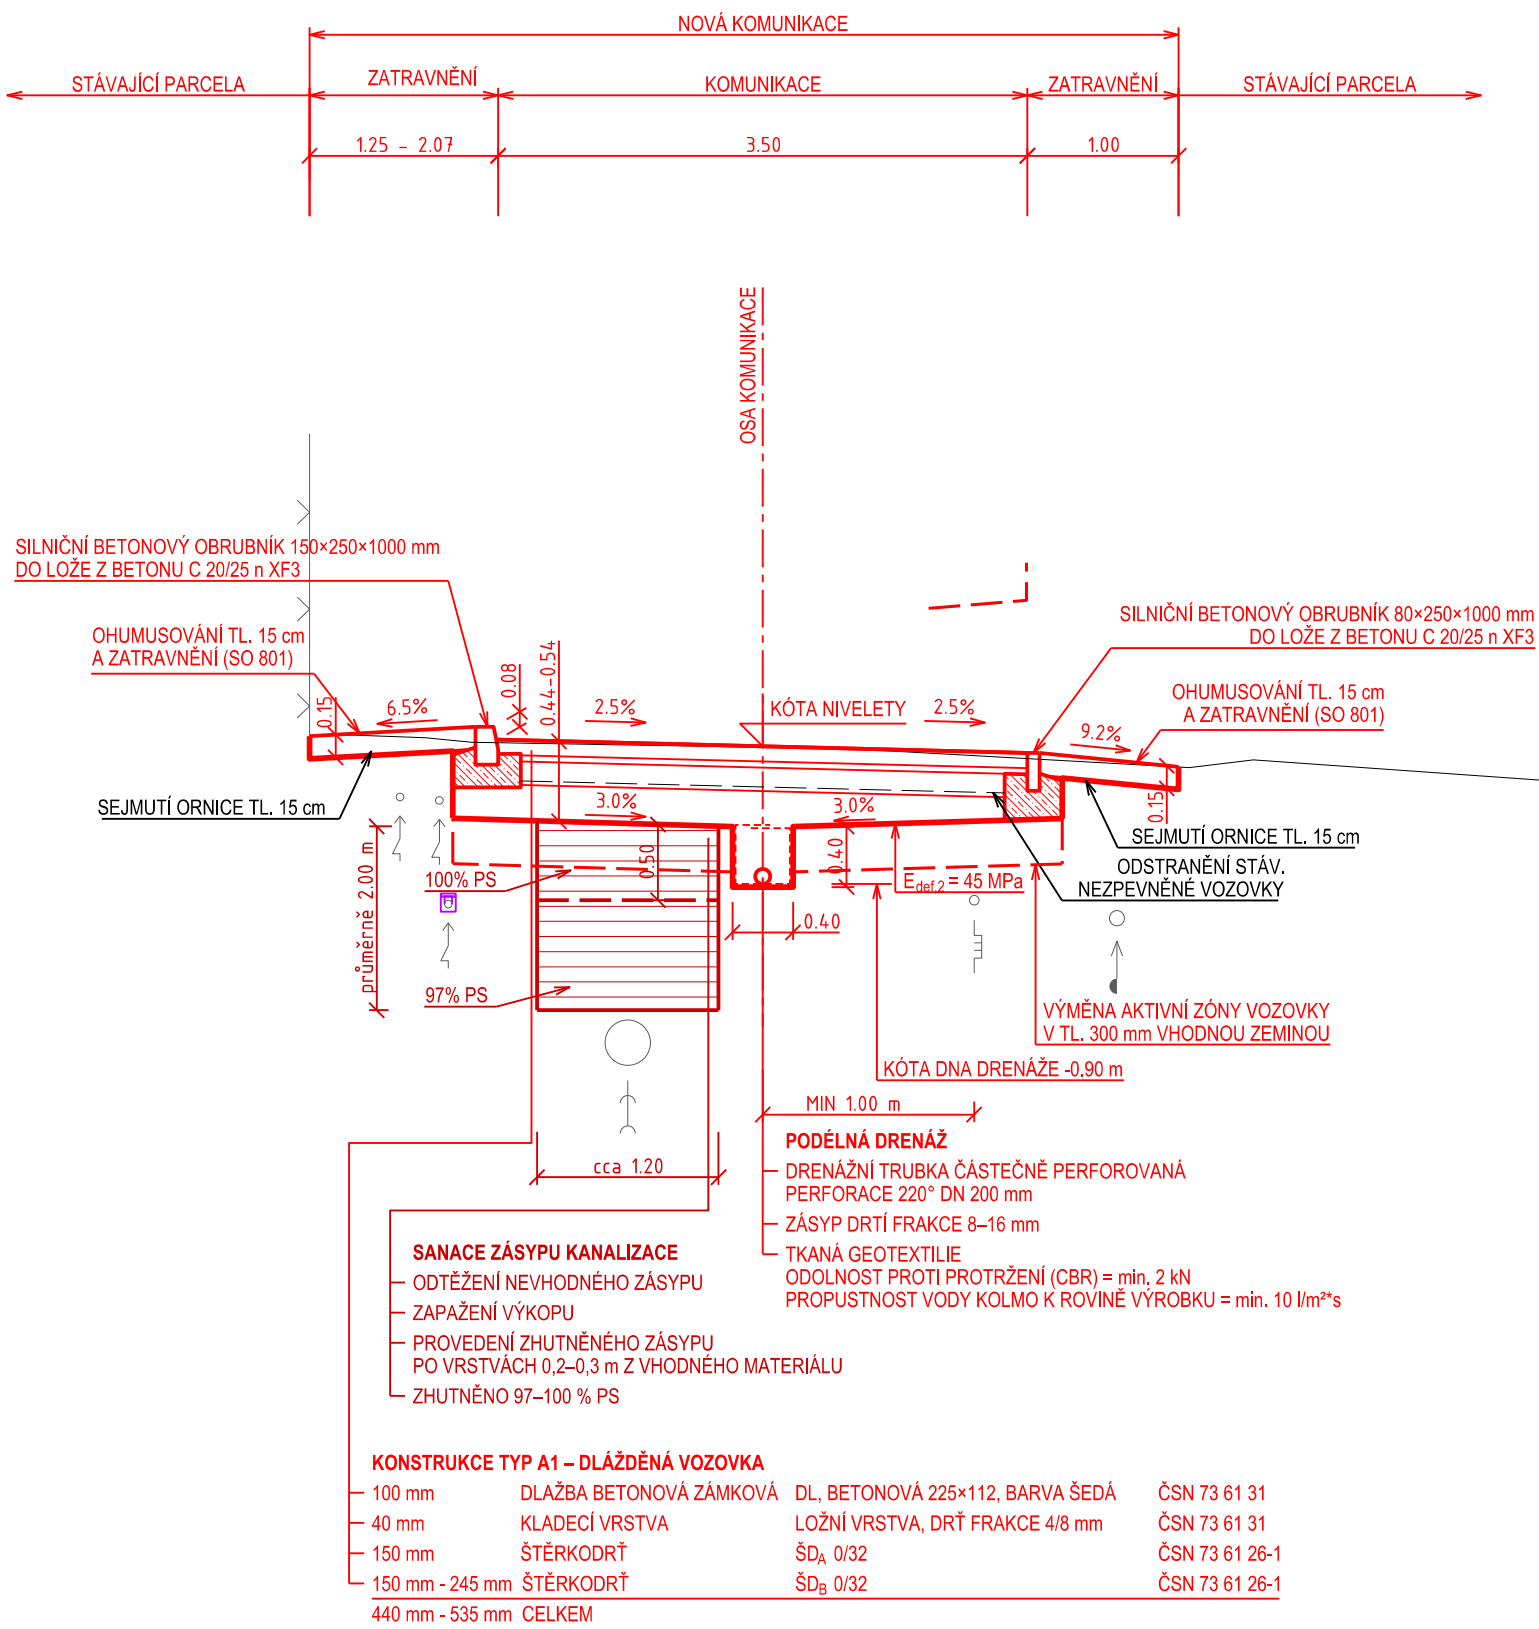 NOVÁ KOMUNIKACE
STÁVAJÍCÍ PARCELA
ZATRAVNĚNÍ
KOMUNIKACE
ZATRAVNĚNÍ
STÁVAJÍCÍ PARCELA
1.25 – 2.07
3.50
1.00
OSA KOMUNIKACE
SILNIČNÍ BETONOVÝ OBRUBNÍK 150×250×1000 mm
DO LOŽE Z BETONU C 20/25 n XF3
OHUMUSOVÁNÍ TL. 15 cm
A ZATRAVNĚNÍ (SO 801)
SILNIČNÍ BETONOVÝ OBRUBNÍK 80×250×1000 mm
DO LOŽE Z BETONU C 20/25 n XF3
OHUMUSOVÁNÍ TL. 15 cm
A ZATRAVNĚNÍ (SO 801)
0.15
6.5%
0.08
0.44-0.54
2.5%
KÓTA NIVELETY
2.5%
9.2%
0.15
SEJMUTÍ ORNICE TL. 15 cm
3.0%
3.0%
SEJMUTÍ ORNICE TL. 15 cm
ODSTRANĚNÍ STÁV.
NEZPEVNĚNÉ VOZOVKY
průměrně 2.00 m
100% PS
0.50
0.40
Edef,2 = 45 MPa
0.40
97% PS
VÝMĚNA AKTIVNÍ ZÓNY VOZOVKY
V TL. 300 mm VHODNOU ZEMINOU
KÓTA DNA DRENÁŽE -0.90 m
MIN 1.00 m
cca 1.20
PODÉLNÁ DRENÁŽ
DRENÁŽNÍ TRUBKA ČÁSTEČNĚ PERFOROVANÁ
PERFORACE 220° DN 200 mm
ZÁSYP DRTÍ FRAKCE 8–16 mm
TKANÁ GEOTEXTILIE
ODOLNOST PROTI PROTRŽENÍ (CBR) = min. 2 kN
PROPUSTNOST VODY KOLMO K ROVINĚ VÝROBKU = min. 10 l/m²*s
SANACE ZÁSYPU KANALIZACE
ODTĚŽENÍ NEVHODNÉHO ZÁSYPU
ZAPAŽENÍ VÝKOPU
PROVEDENÍ ZHUTNĚNÉHO ZÁSYPU
PO VRSTVÁCH 0,2–0,3 m Z VHODNÉHO MATERIÁLU
ZHUTNĚNO 97–100 % PS
KONSTRUKCE TYP A1 – DLÁŽDĚNÁ VOZOVKA
100 mm DLAŽBA BETONOVÁ ZÁMKOVÁ DL, BETONOVÁ 225×112, BARVA ŠEDÁ ČSN 73 61 31
40 mm KLADECÍ VRSTVA LOŽNÍ VRSTVA, DRŤ FRAKCE 4/8 mm ČSN 73 61 31
150 mm ŠTĚRKODRŤ ŠDA 0/32 ČSN 73 61 26-1
150 mm - 245 mm ŠTĚRKODRŤ ŠDB 0/32 ČSN 73 61 26-1
440 mm - 535 mm CELKEM